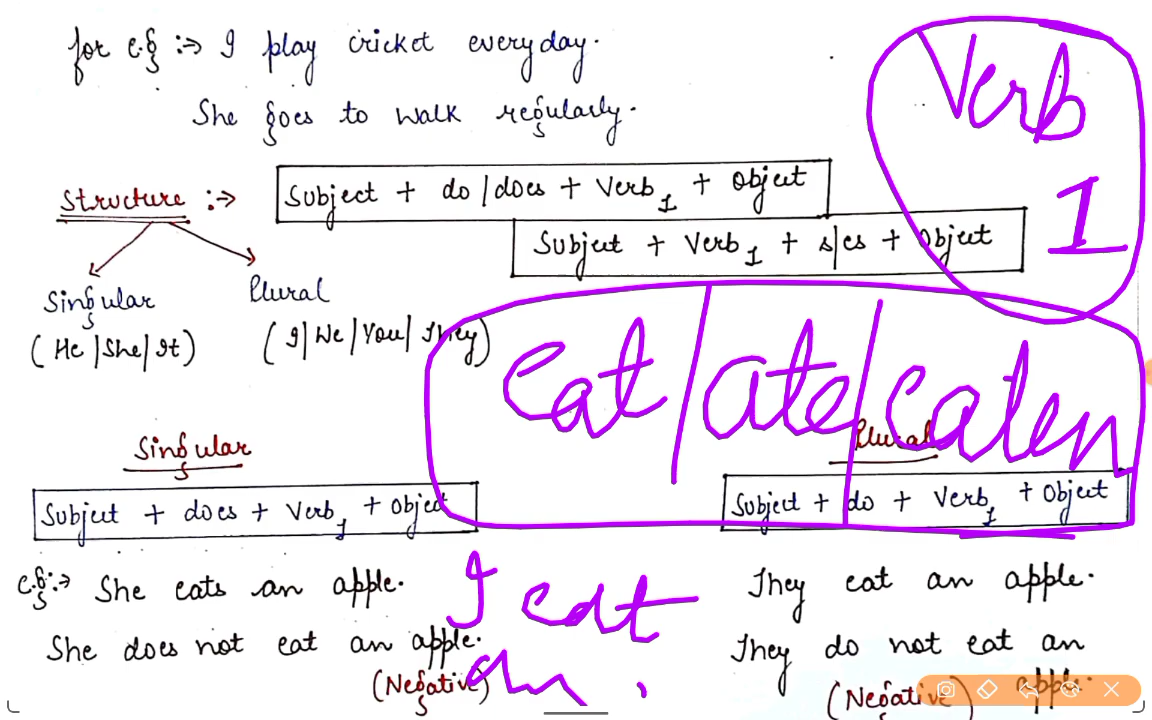 for e.g :→ I play cricket everyday.
She goes to walk regularly.
Verb
1
Structure :→ Subject + do/does + Verb1 + Object
Subject + Verb1 + s/es + Object
Singular
(He/She/It)
Plural
(I/We/You/They)
eat/ate/eaten
Singular
Subject + does + Verb1 + Object
Plural
Subject + do + Verb1 + Object
e.g:→ She eats an apple.
She does not eat an apple.
(Negative)
I eat
an
They eat an apple.
They do not eat an
apple.
(Negative)